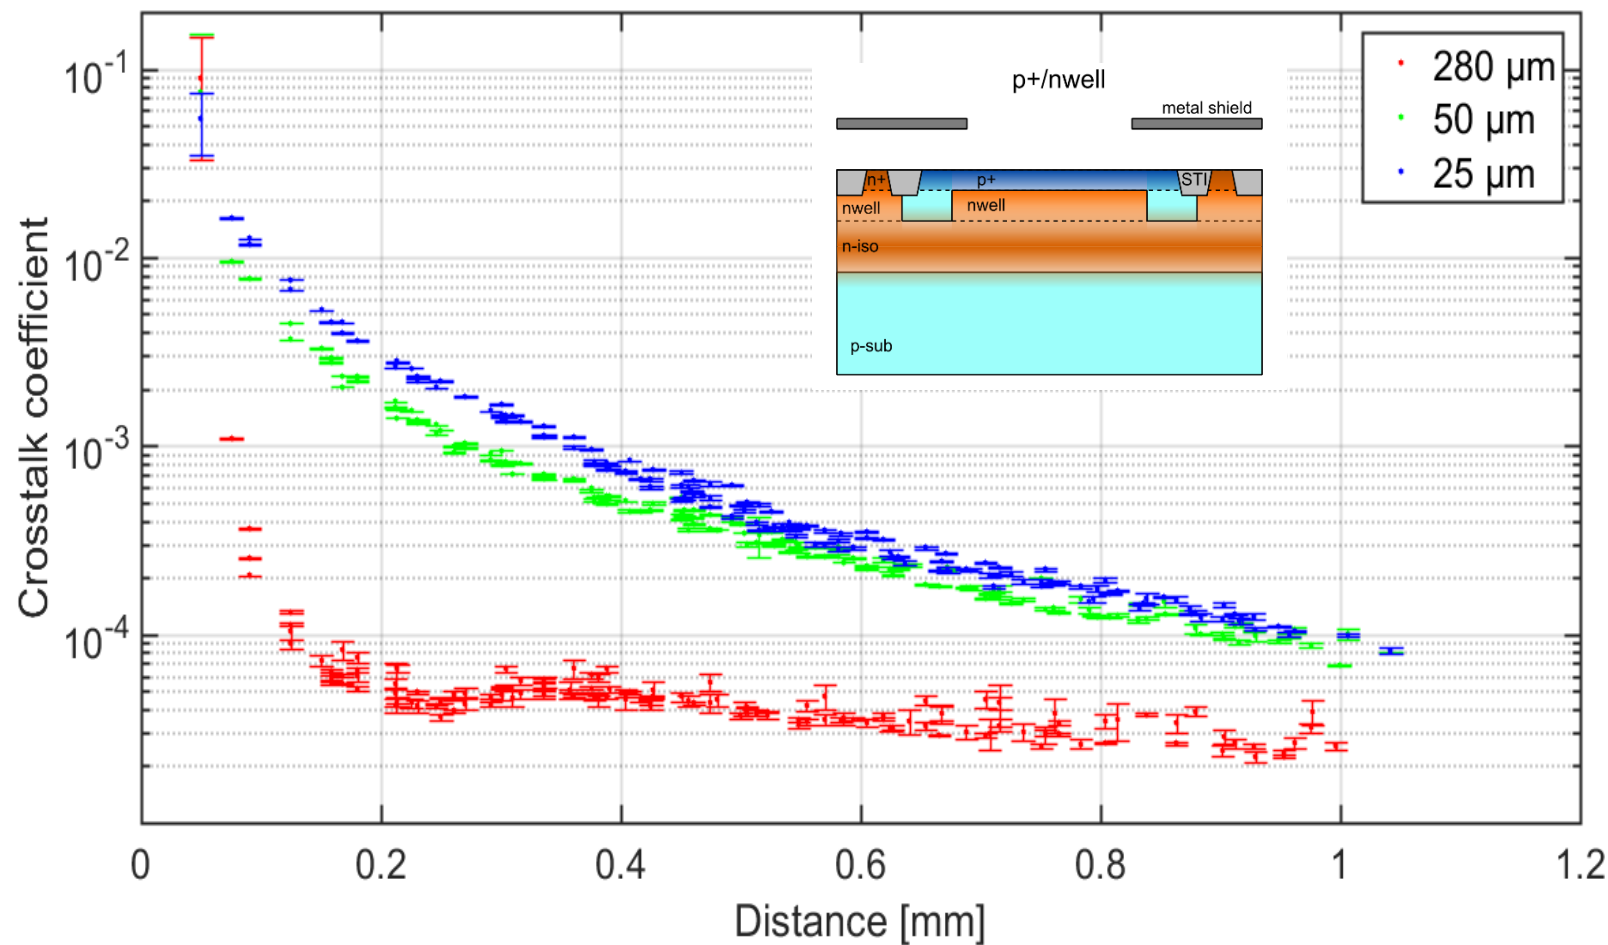 10⁻¹
10⁻²
10⁻³
10⁻⁴
Crosstalk coefficient
p+/nwell
metal shield
n+
p+
STI
nwell
nwell
n-iso
p-sub
280 µm
50 µm
25 µm
0 0.2 0.4 0.6 0.8 1 1.2
Distance [mm]